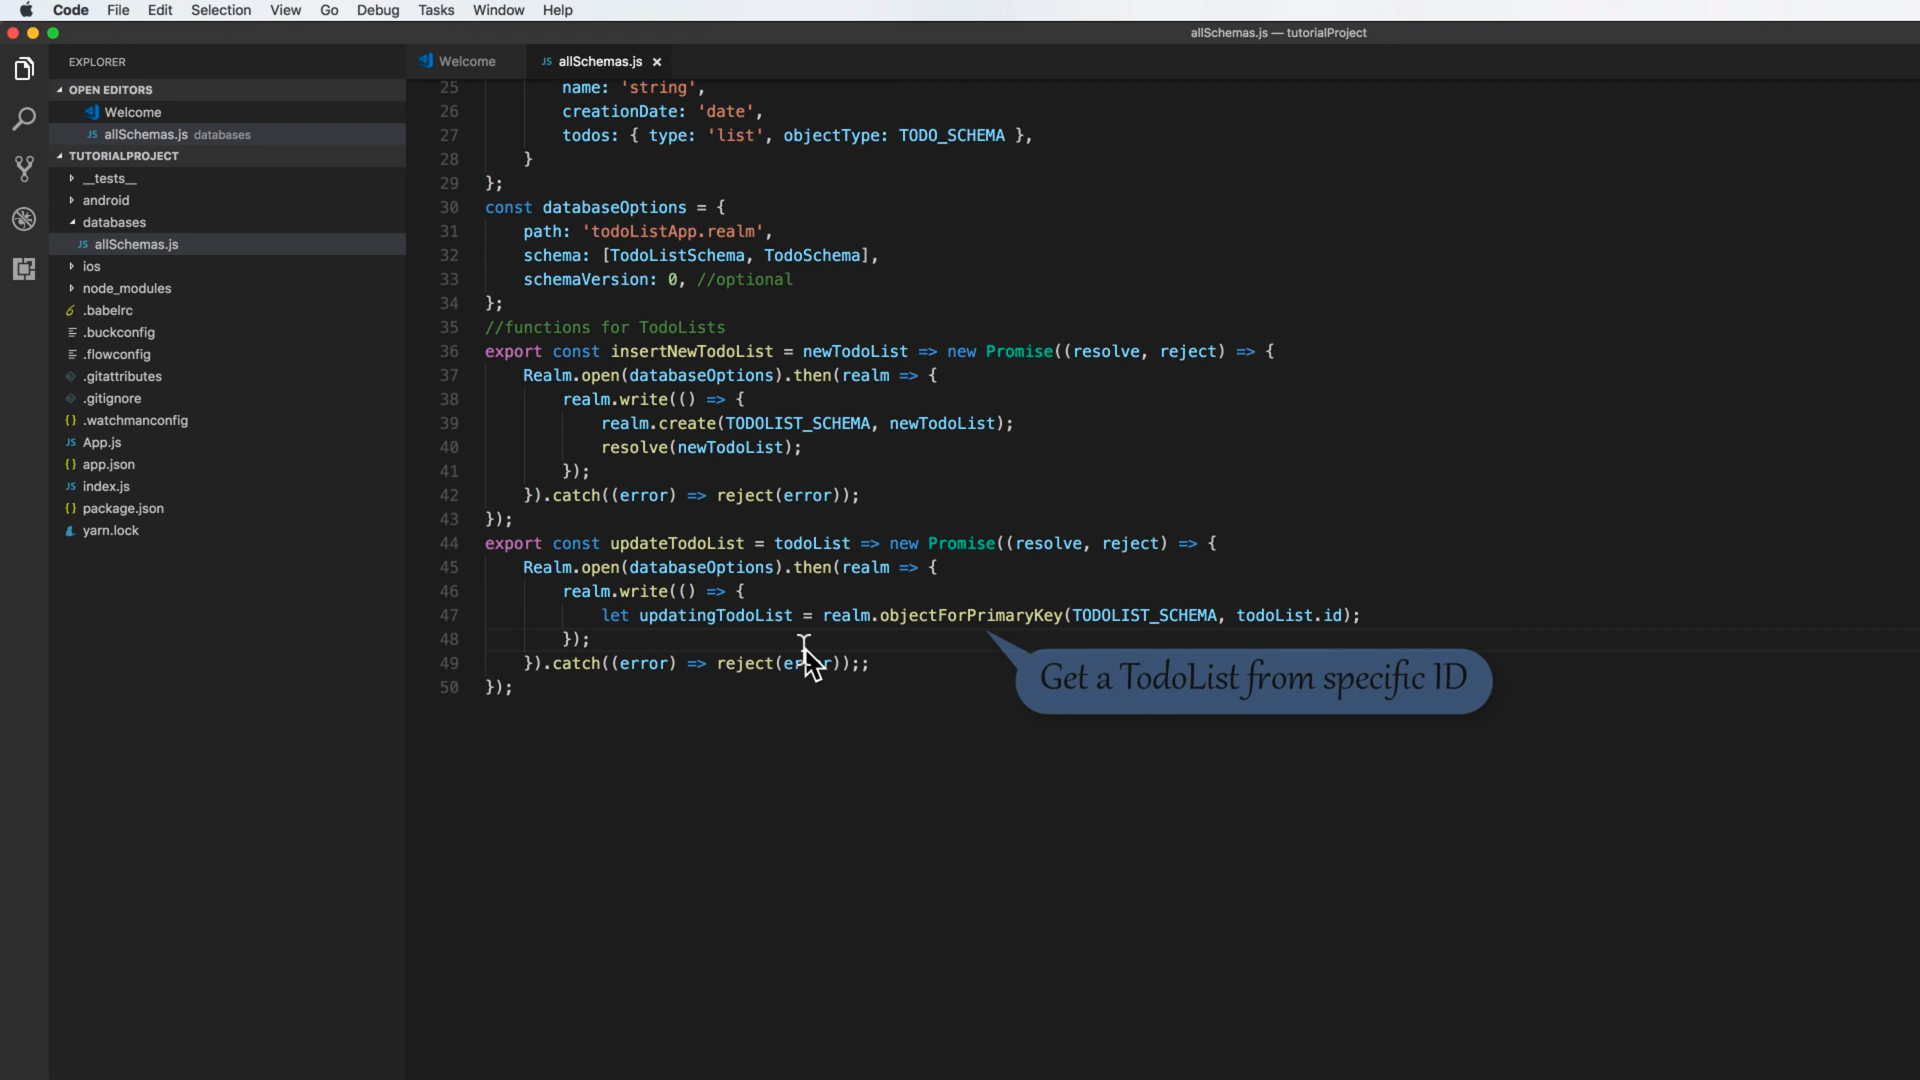 Code File Edit Selection View Go Debug Tasks Window Help
allSchemas.js — tutorialProject
EXPLORER
OPEN EDITORS
Welcome
JS allSchemas.js databases
TUTORIALPROJECT
__tests__
android
databases
JS allSchemas.js
ios
node_modules
.babelrc
.buckconfig
.flowconfig
.gitattributes
.gitignore
{} .watchmanconfig
JS App.js
{} app.json
JS index.js
{} package.json
yarn.lock
Welcome JS allSchemas.js ×
25 name: 'string',
26 creationDate: 'date',
27 todos: { type: 'list', objectType: TODO_SCHEMA },
28 }
29 };
30 const databaseOptions = {
31 path: 'todoListApp.realm',
32 schema: [TodoListSchema, TodoSchema],
33 schemaVersion: 0, //optional
34 };
35 //functions for TodoLists
36 export const insertNewTodoList = newTodoList => new Promise((resolve, reject) => {
37 Realm.open(databaseOptions).then(realm => {
38 realm.write(() => {
39 realm.create(TODOLIST_SCHEMA, newTodoList);
40 resolve(newTodoList);
41 });
42 }).catch((error) => reject(error));
43 });
44 export const updateTodoList = todoList => new Promise((resolve, reject) => {
45 Realm.open(databaseOptions).then(realm => {
46 realm.write(() => {
47 let updatingTodoList = realm.objectForPrimaryKey(TODOLIST_SCHEMA, todoList.id);
48 });
49 }).catch((error) => reject(error));;
50 });
Get a TodoList from specific ID